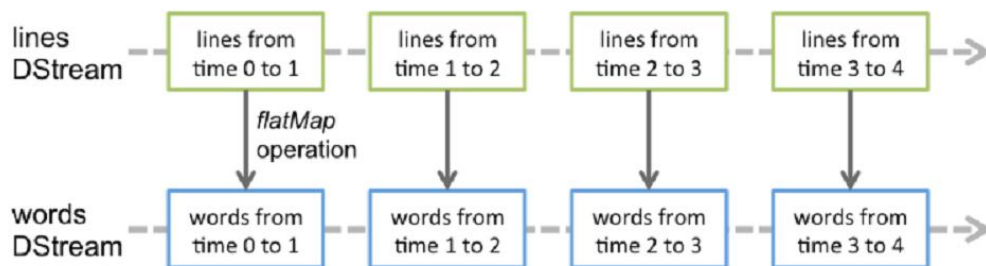 lines
DStream
lines from
time 0 to 1
lines from
time 1 to 2
lines from
time 2 to 3
lines from
time 3 to 4
flatMap
operation
words
DStream
words from
time 0 to 1
words from
time 1 to 2
words from
time 2 to 3
words from
time 3 to 4